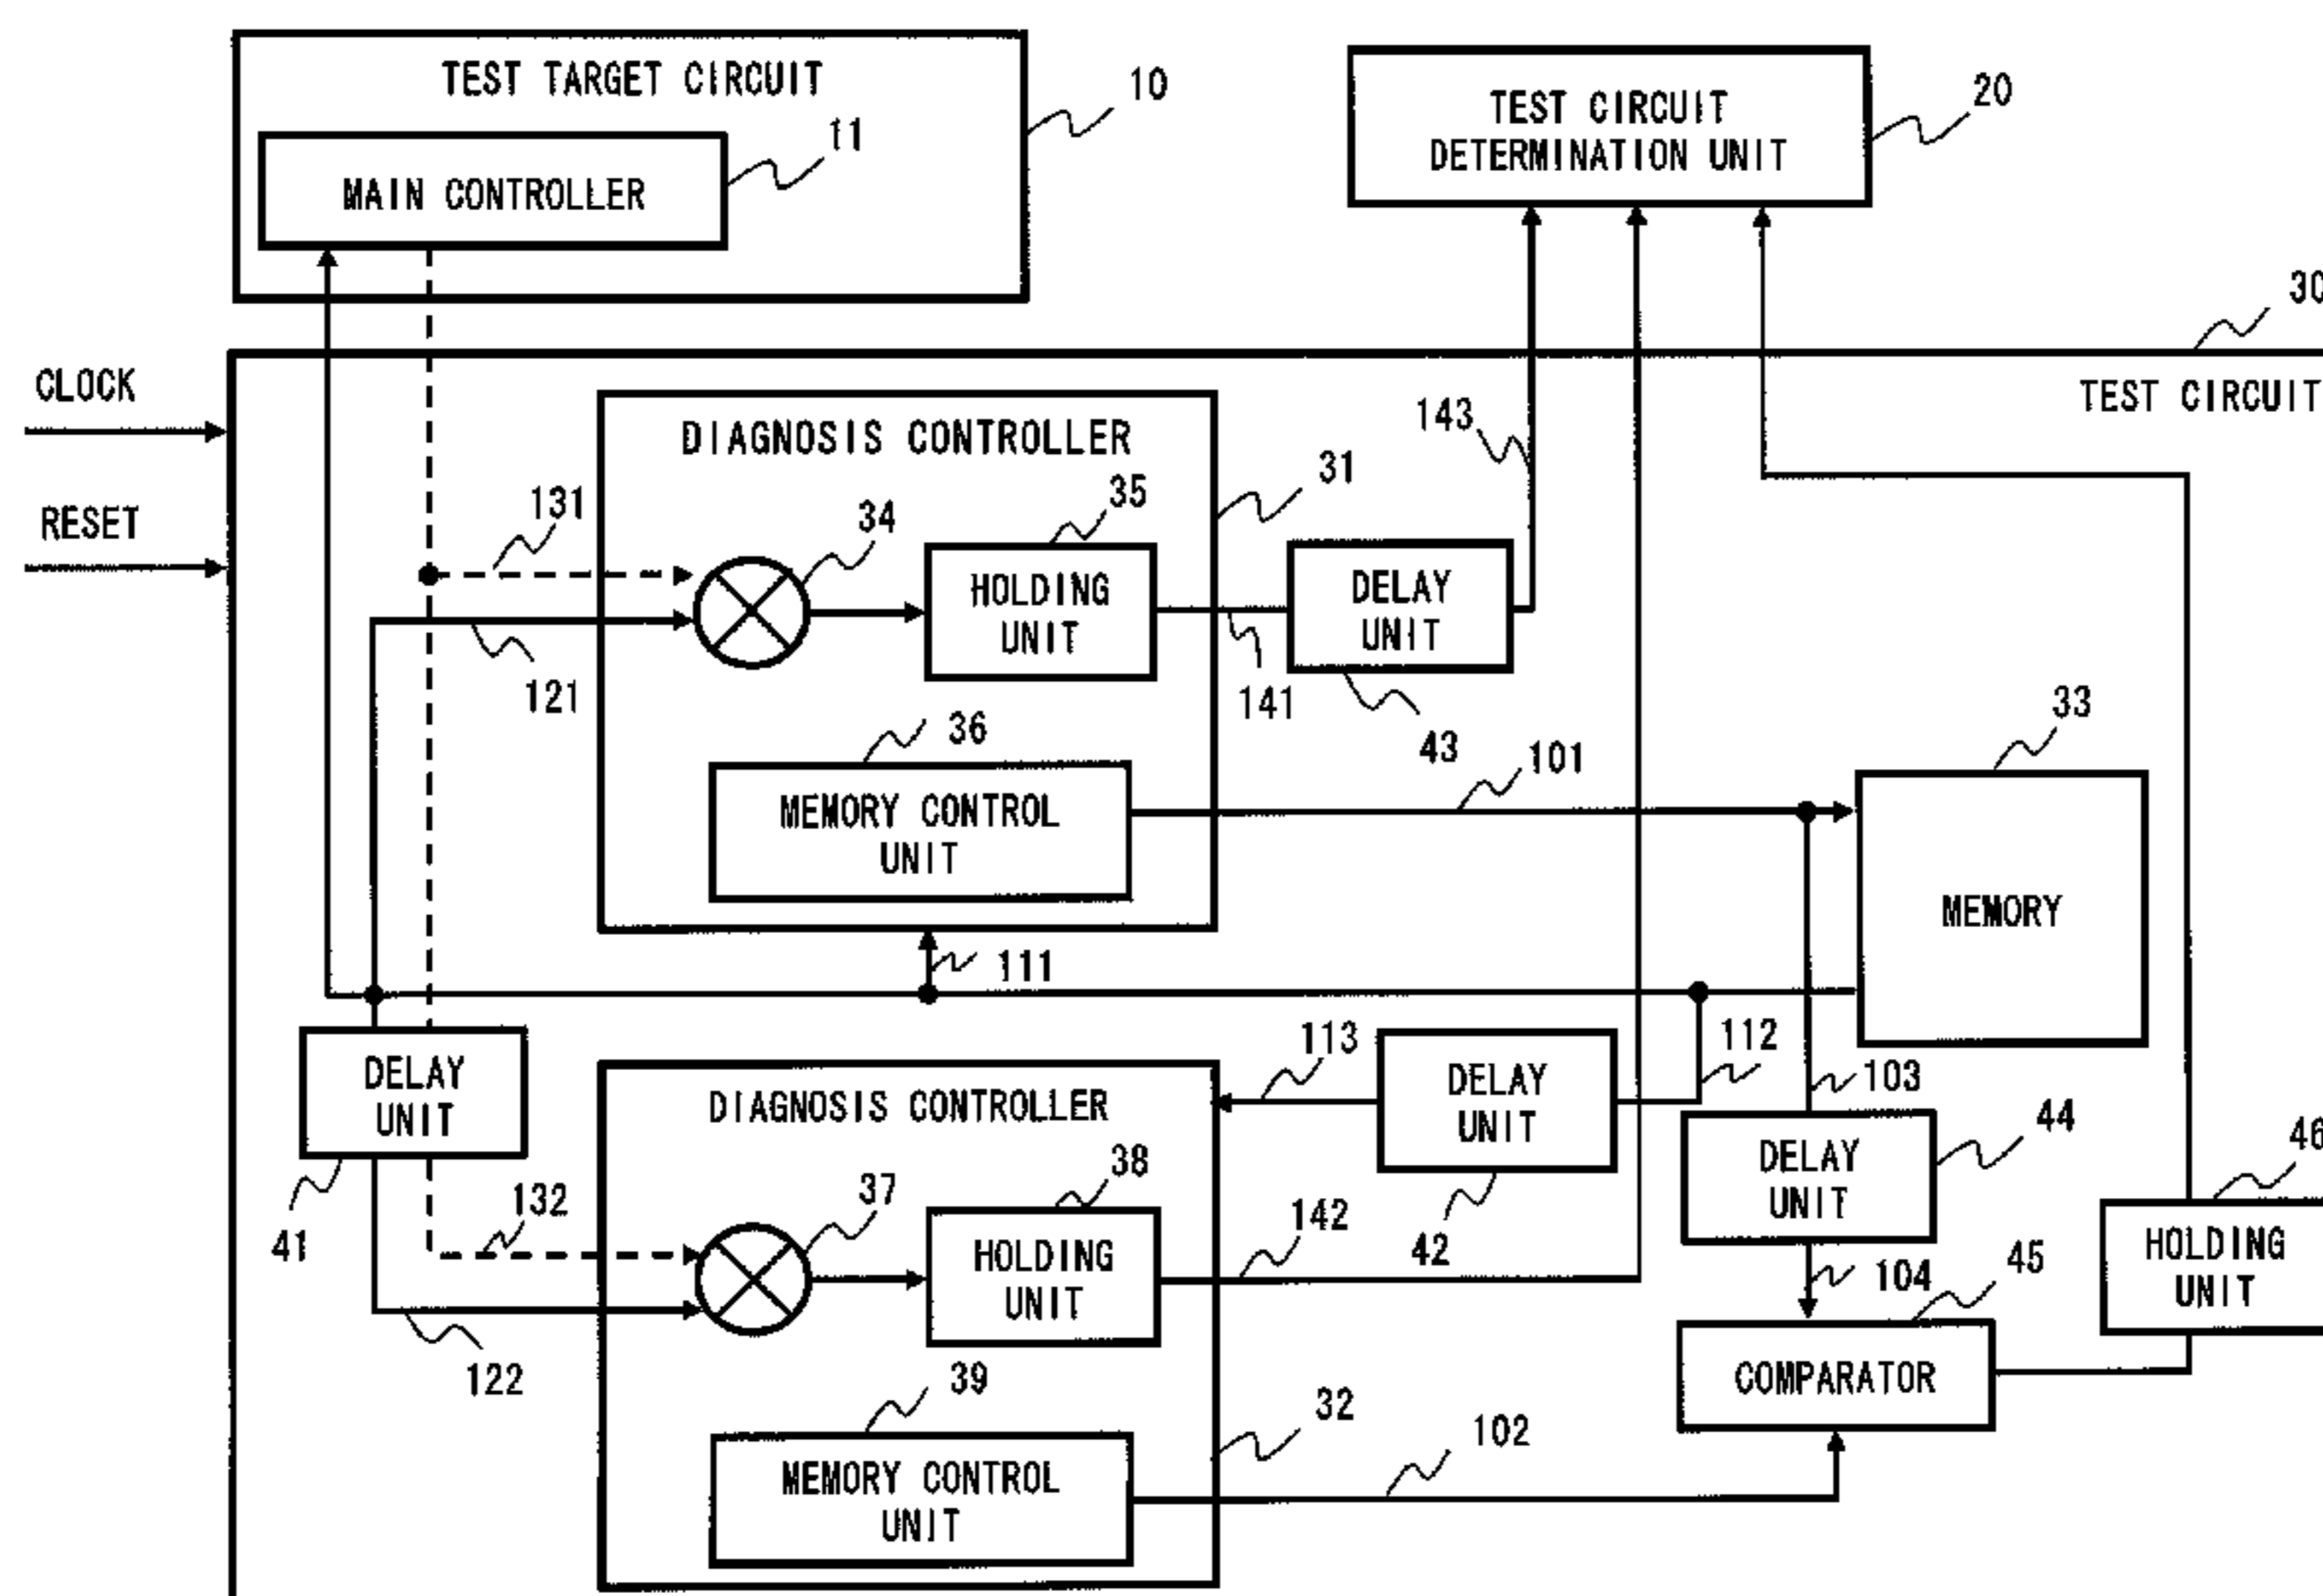 TEST TARGET CIRCUIT
10
11
MAIN CONTROLLER
TEST CIRCUIT
DETERMINATION UNIT
20
30
CLOCK
TEST CIRCUIT
RESET
DIAGNOSIS CONTROLLER
31
143
131
34
35
HOLDING
UNIT
DELAY
UNIT
121
141
43
36
MEMORY CONTROL
UNIT
101
33
MEMORY
111
DELAY
UNIT
41
113
DELAY
UNIT
42
112
103
DIAGNOSIS CONTROLLER
DELAY
UNIT
44
46
132
37
38
HOLDING
UNIT
142
104
45
HOLDING
UNIT
122
COMPARATOR
39
32
102
MEMORY CONTROL
UNIT